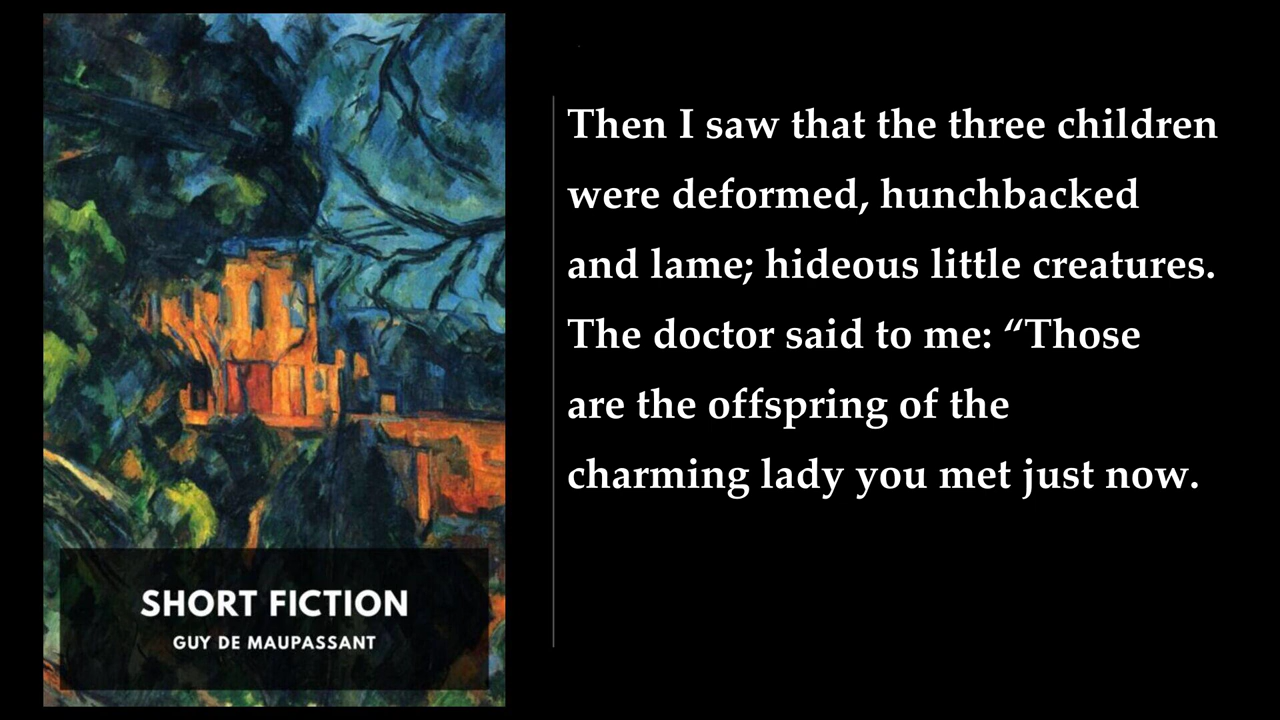 SHORT FICTION
GUY DE MAUPASSANT
Then I saw that the three children
were deformed, hunchbacked
and lame; hideous little creatures.
The doctor said to me: “Those
are the offspring of the
charming lady you met just now.